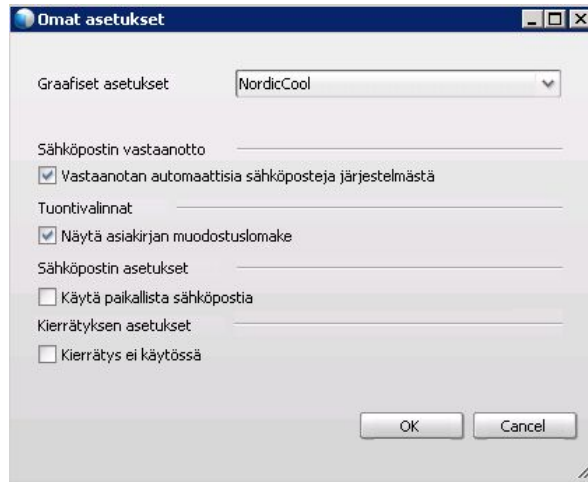 Omat asetukset
Graafiset asetukset NordicCool
Sähköpostin vastaanotto
Vastaanotan automaattisia sähköposteja järjestelmästä
Tuontivalinnat
Näytä asiakirjan muodostuslomake
Sähköpostin asetukset
Käytä paikallista sähköpostia
Kierrätyksen asetukset
Kierrätys ei käytössä
OK Cancel